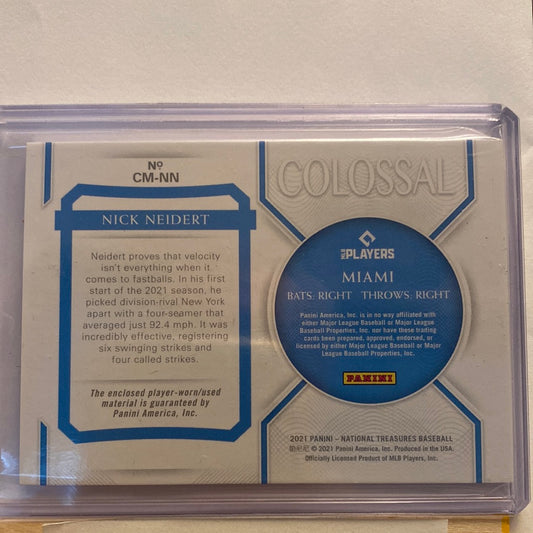 Nº
CM-NN
NICK NEIDERT
Neidert proves that velocity
isn't everything when it
comes to fastballs. In his first
start of the 2021 season, he
picked division-rival New York
apart with a four-seamer that
averaged just 92.4 mph. It was
incredibly effective, registering
six swinging strikes and
four called strikes.
The enclosed player-worn/used
material is guaranteed by
Panini America, Inc.
COLOSSAL
PLAYERS
MIAMI
BATS: RIGHT THROWS: RIGHT
Panini America, Inc. is in no way affiliated with
either Major League Baseball or Major League
Baseball Properties, Inc. nor have these trading
cards been prepared, approved, endorsed, or
licensed by either Major League Baseball or Major
League Baseball Properties, Inc.
PANINI
2021 PANINI – NATIONAL TREASURES BASEBALL
© 2021 Panini America, Inc. Produced in the USA.
Officially Licensed Product of MLB Players, Inc.